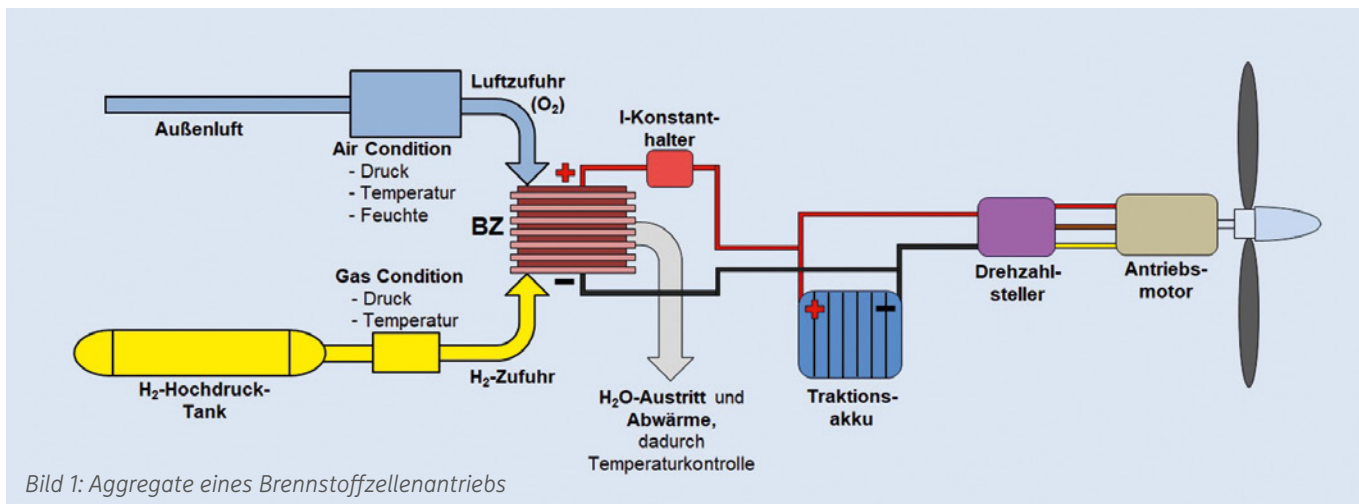 Außenluft
Air Condition
- Druck
- Temperatur
- Feuchte
Luftzufuhr
(O₂)
BZ
+
−
I-Konstant-
halter
Gas Condition
- Druck
- Temperatur
H₂-Hochdruck-
Tank
H₂-Zufuhr
H₂O-Austritt und
Abwärme,
dadurch
Temperaturkontrolle
+ −
Traktions-
akku
Drehzahl-
steller
Antriebs-
motor
Bild 1: Aggregate eines Brennstoffzellenantriebs